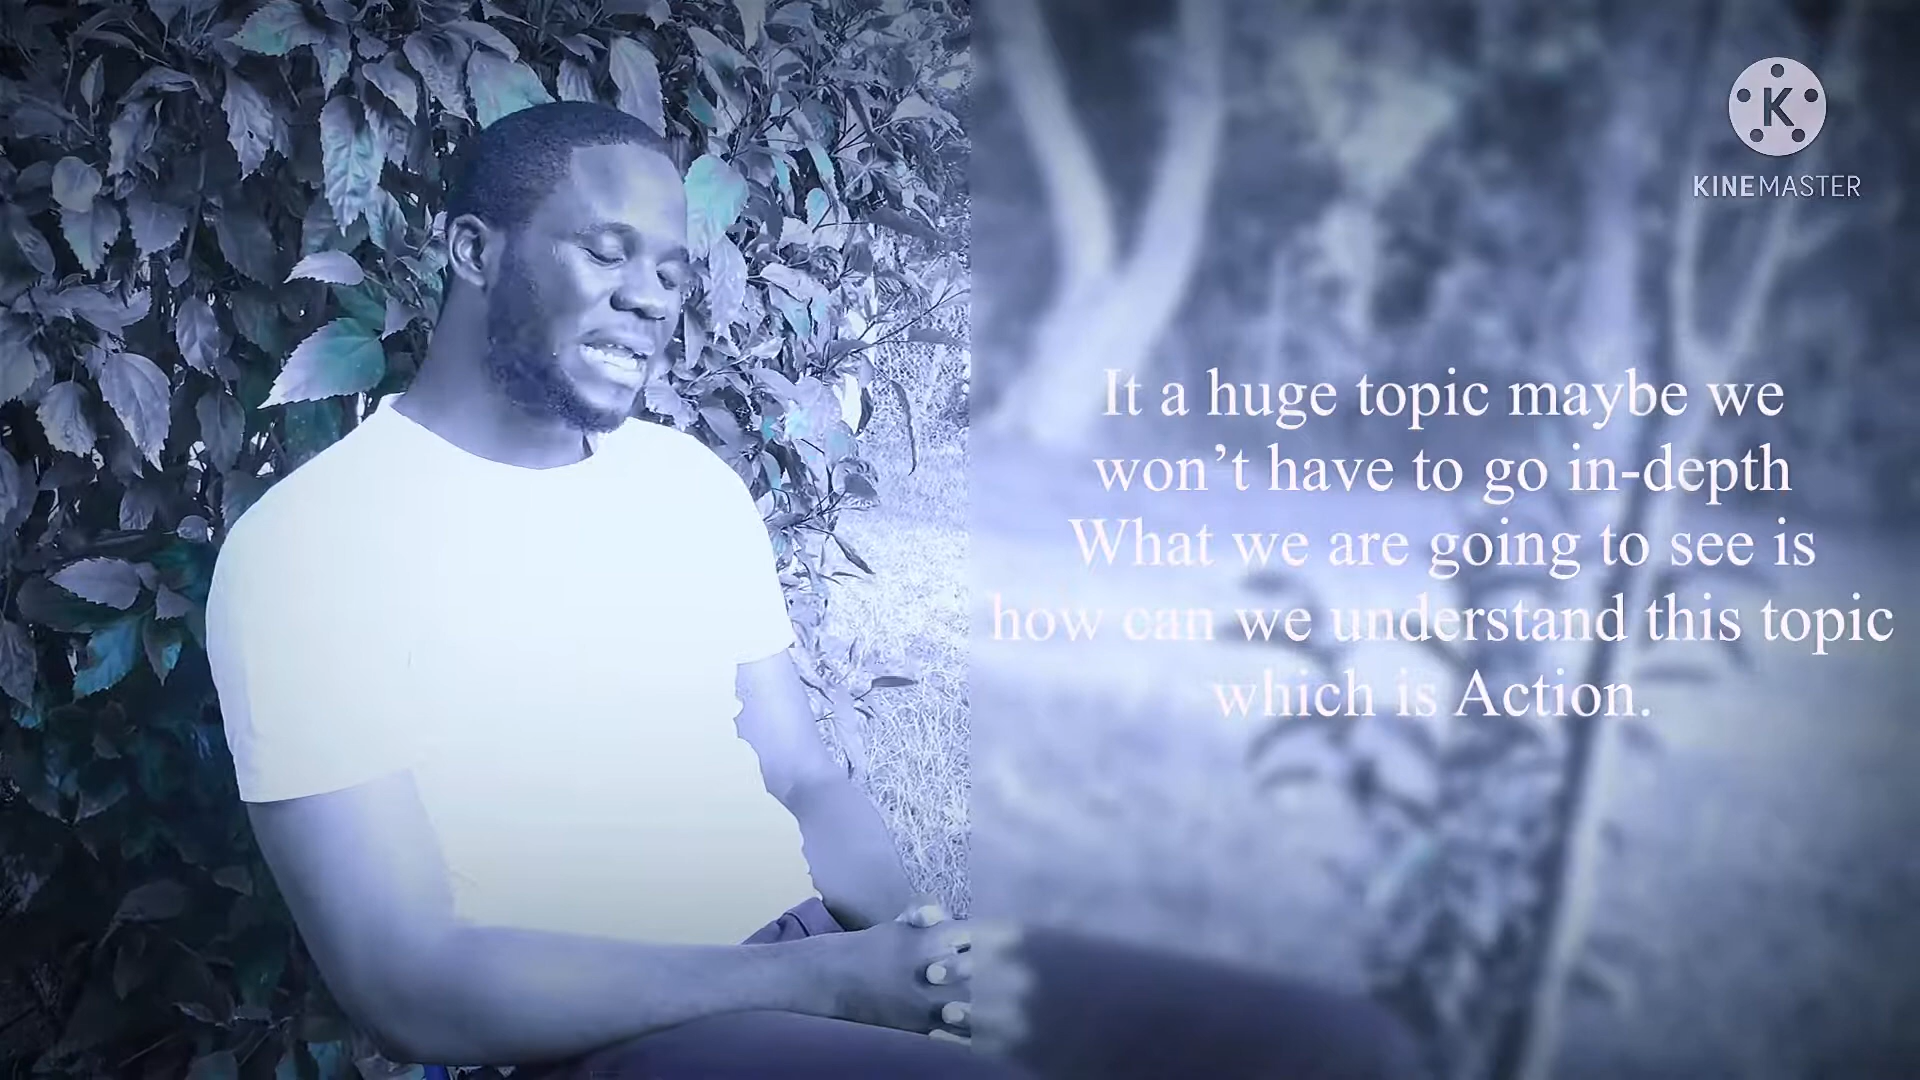 K
KINEMASTER
It a huge topic maybe we
won’t have to go in-depth
What we are going to see is
how can we understand this topic
which is Action.